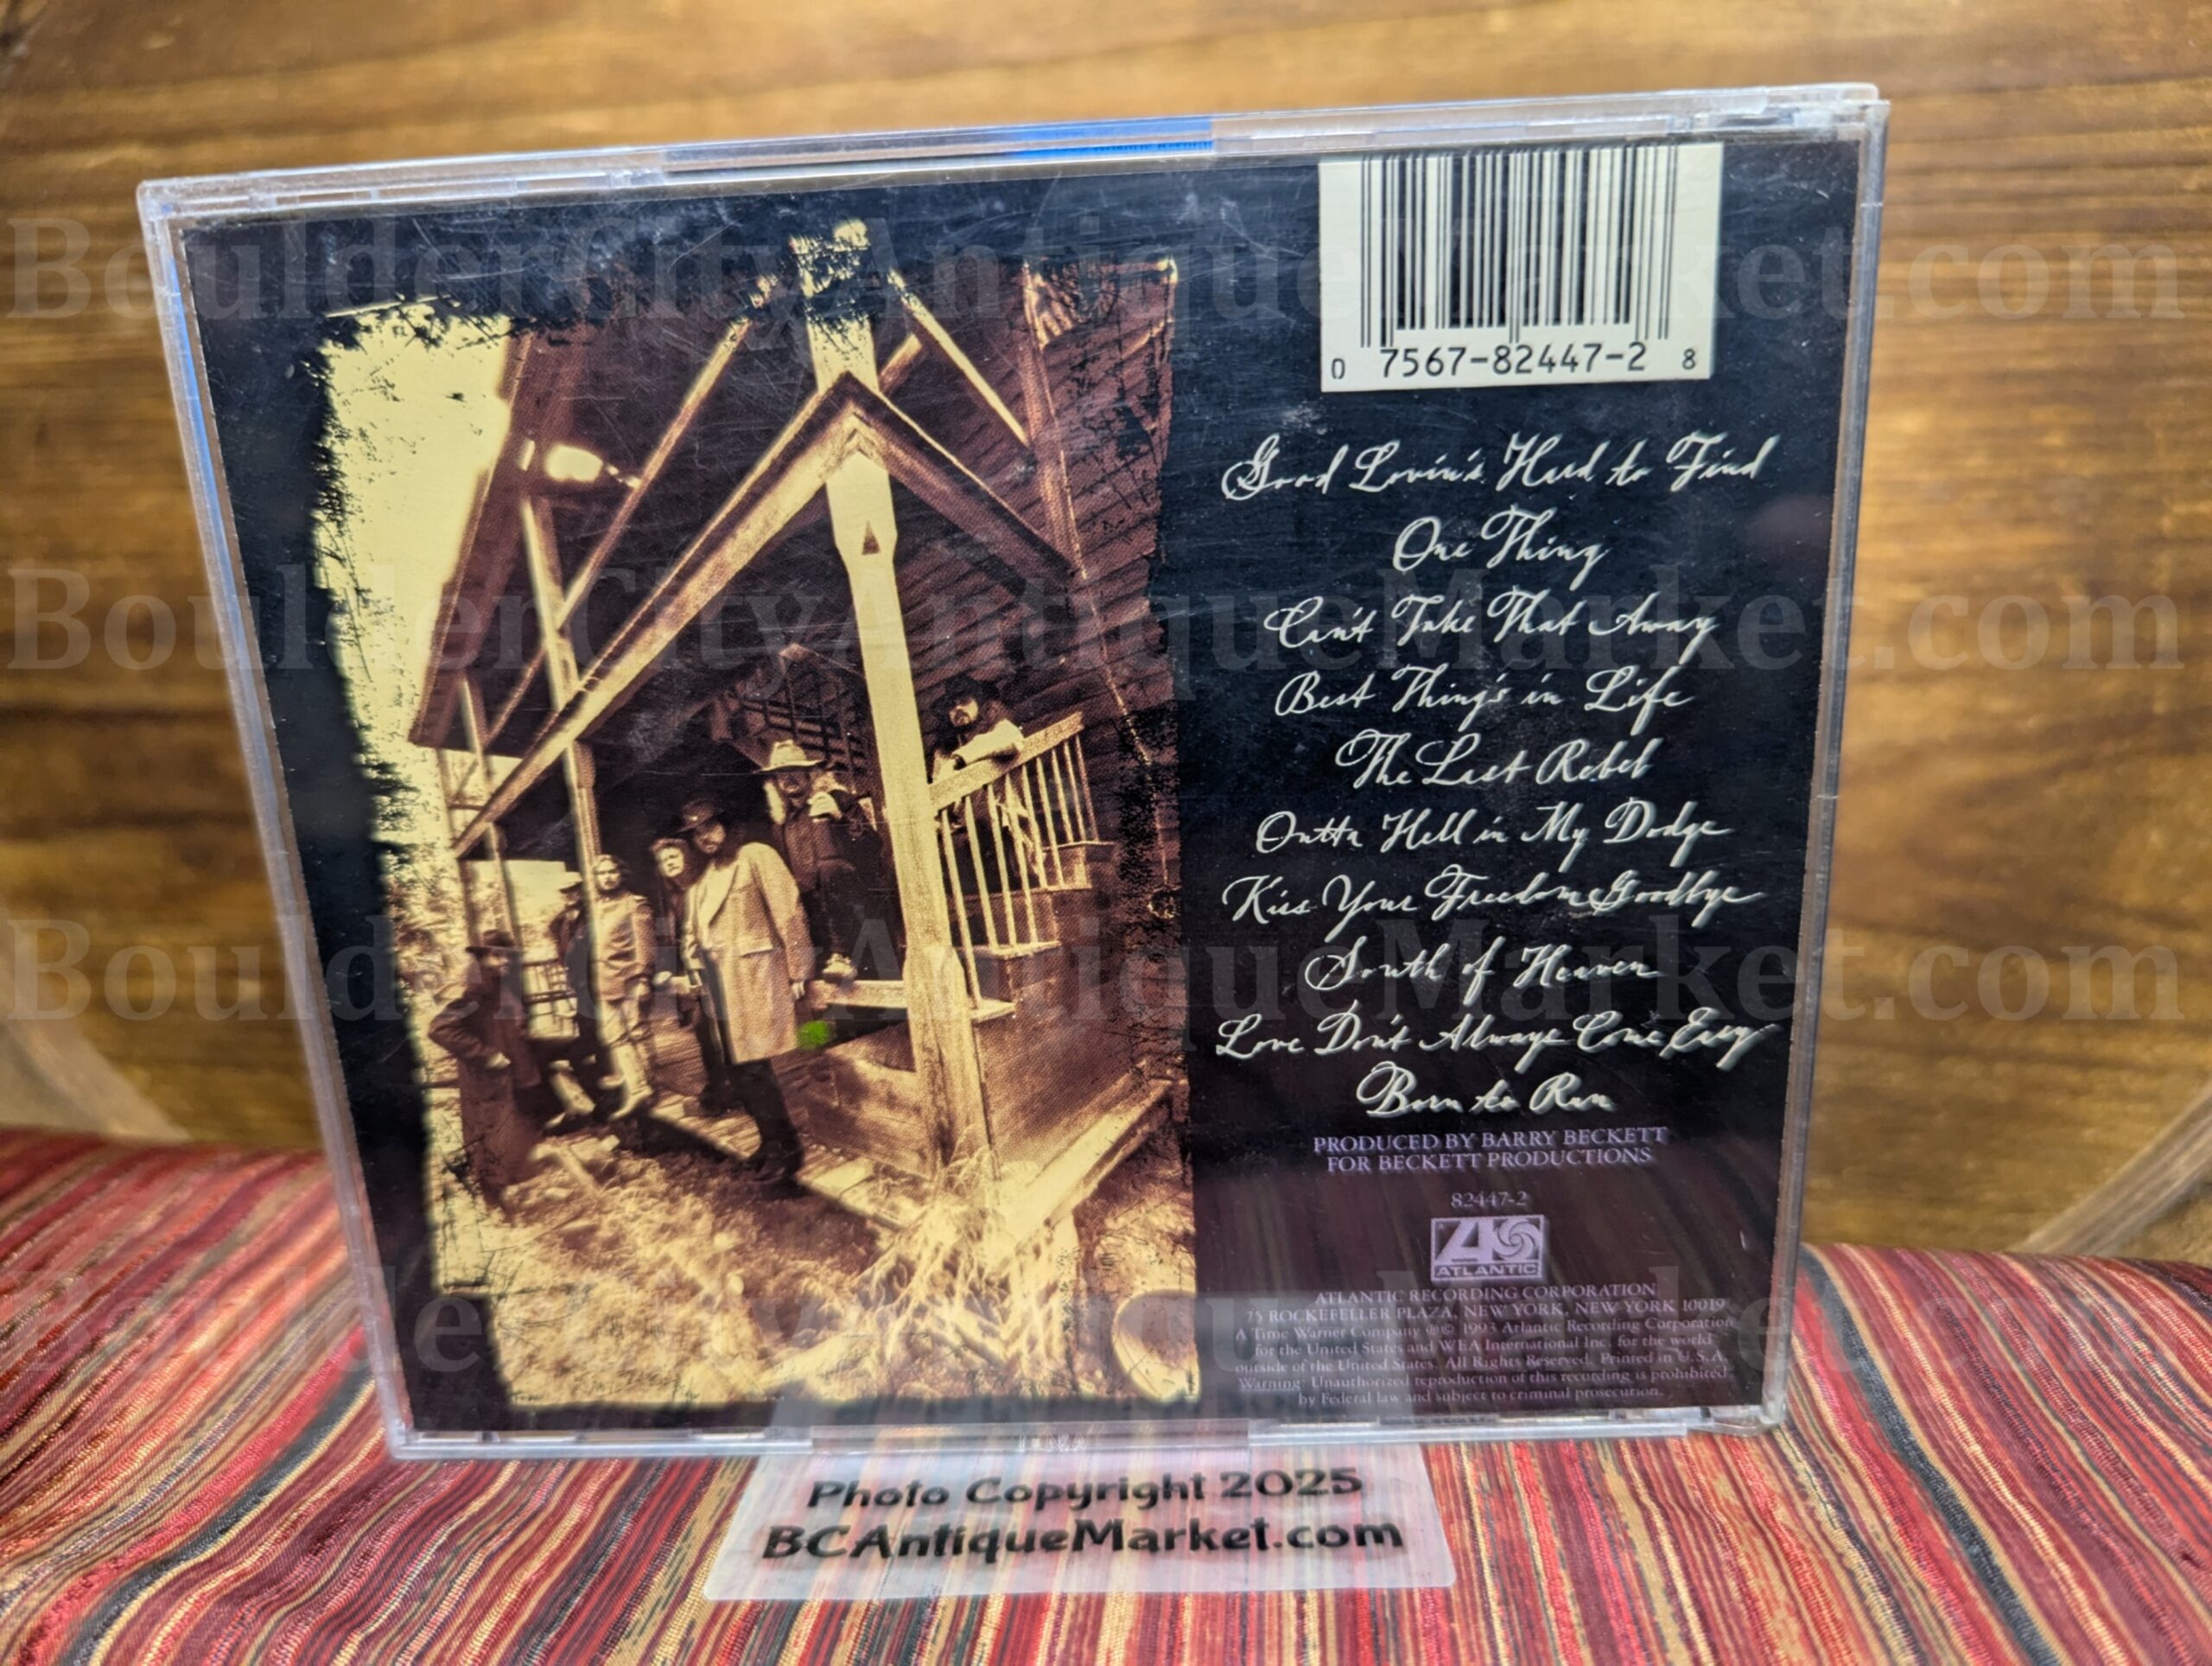 BoulderCityAntiqueMarket.com
0 7567-82447-2 8
Good Lovin's Hard to Find
One Thing
Can't Take That Away
BoulderCityAntiqueMarket.com
Best Thing's in Life
The Last Rebel
Outta Hell in My Dodge
Kiss Your Freedom Goodbye
South of Heaven
BoulderCityAntiqueMarket.com
Love Don't Always Come Easy
Born to Run
PRODUCED BY BARRY BECKETT
FOR BECKETT PRODUCTIONS
82447-2
ATLANTIC
ATLANTIC RECORDING CORPORATION
75 ROCKEFELLER PLAZA, NEW YORK, NEW YORK 10019
BoulderCityAntiqueMarket.com
A Time Warner Company ℗© 1993 Atlantic Recording Corporation
for the United States and WEA International Inc. for the world
outside of the United States. All Rights Reserved. Printed in U.S.A.
Warning: Unauthorized reproduction of this recording is prohibited
by Federal law and subject to criminal prosecution.
Photo Copyright 2025
BCAntiqueMarket.com